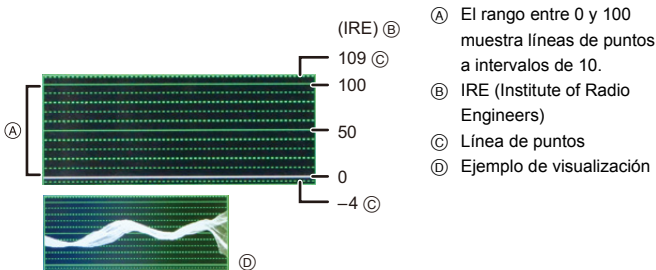 (IRE) Ⓑ
109 Ⓒ
100
Ⓐ
50
0
−4 Ⓒ
Ⓓ
Ⓐ El rango entre 0 y 100
muestra líneas de puntos
a intervalos de 10.
Ⓑ IRE (Institute of Radio
Engineers)
Ⓒ Línea de puntos
Ⓓ Ejemplo de visualización